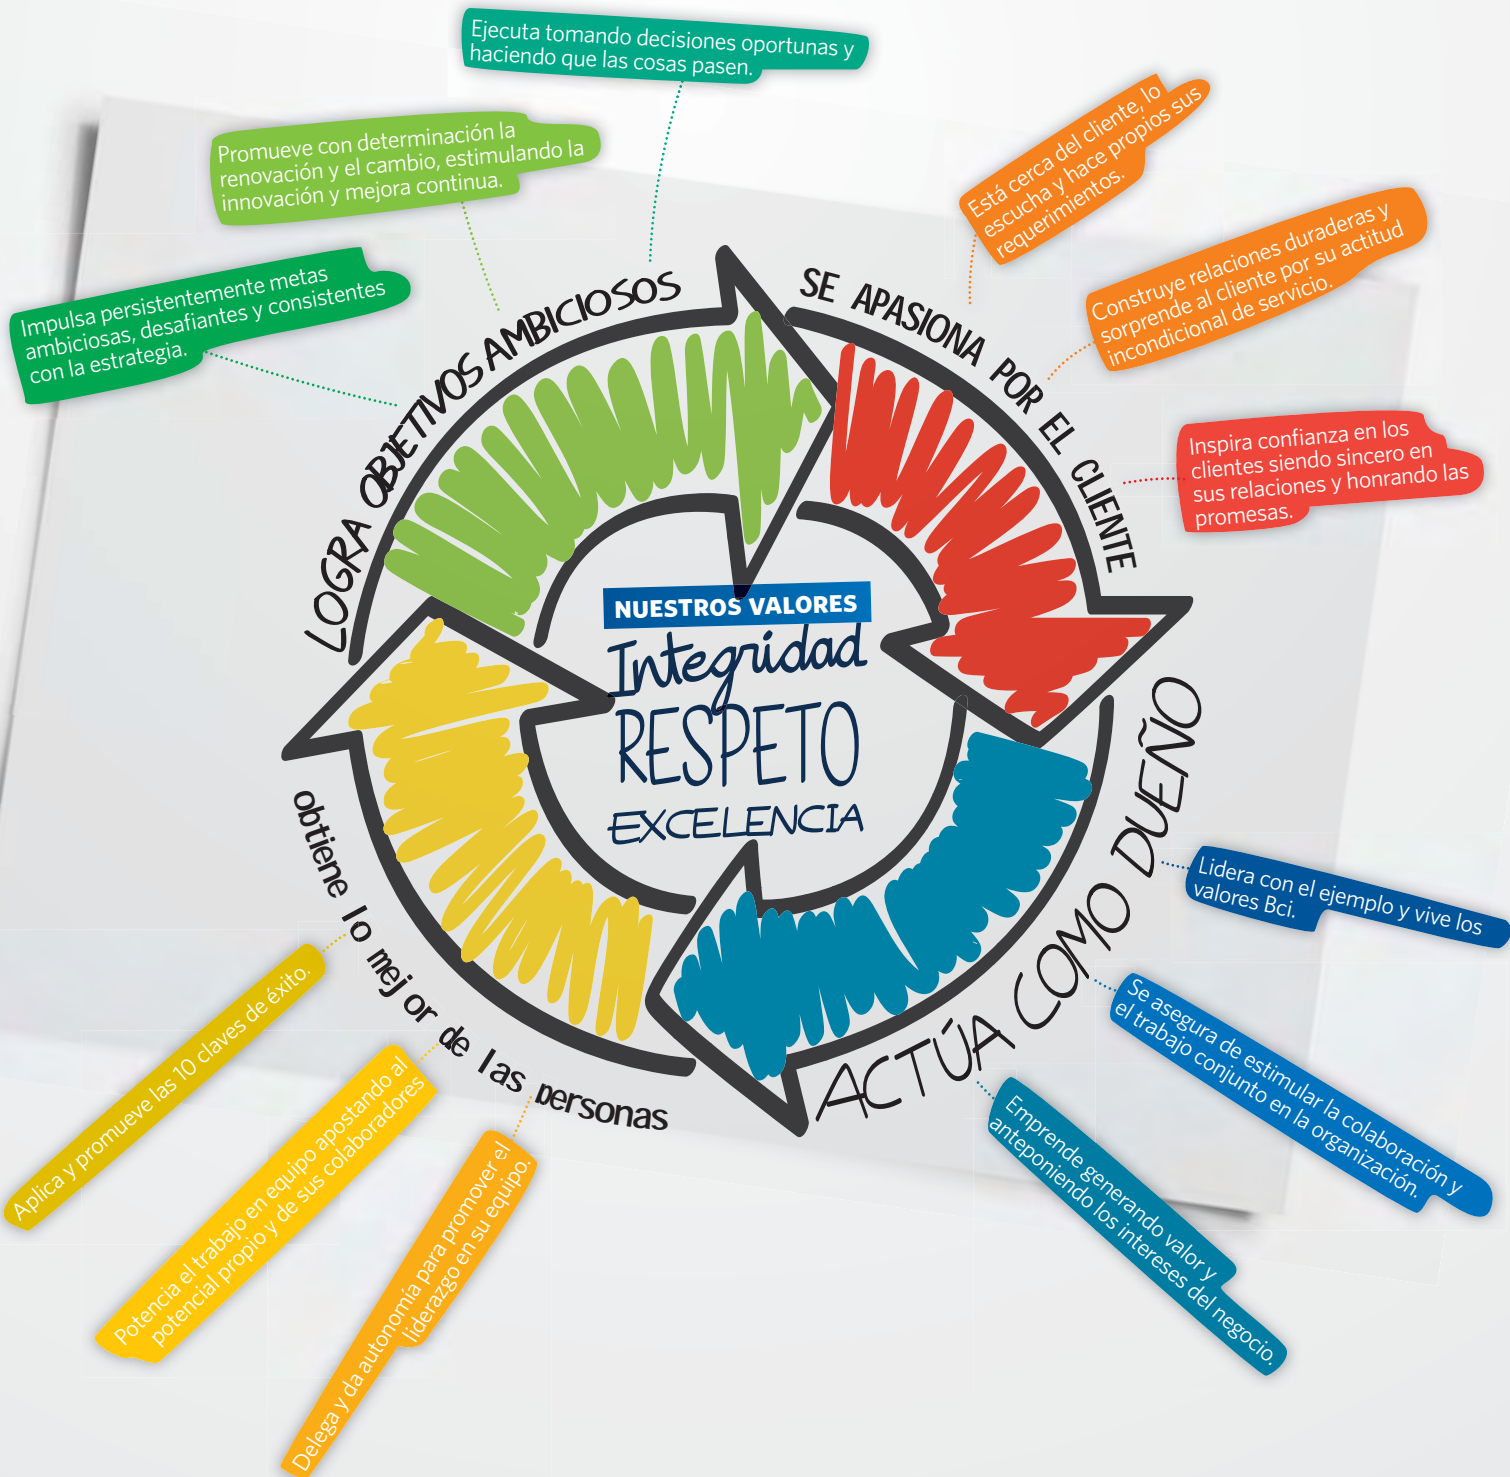 Ejecuta tomando decisiones oportunas y
haciendo que las cosas pasen.
Promueve con determinación la
renovación y el cambio, estimulando la
innovación y mejora continua.
Impulsa persistentemente metas
ambiciosas, desafiantes y consistentes
con la estrategia.
LOGRA OBJETIVOS AMBICIOSOS
SE APASIONA POR EL CLIENTE
Está cerca del cliente, lo
escucha y hace propios sus
requerimientos.
Construye relaciones duraderas y
sorprende al cliente por su actitud
incondicional de servicio.
Inspira confianza en los
clientes siendo sincero en
sus relaciones y honrando las
promesas.
NUESTROS VALORES
Integridad
RESPETO
EXCELENCIA
ACTÚA COMO DUEÑO
Lidera con el ejemplo y vive los
valores Bci.
Se asegura de estimular la colaboración y
el trabajo conjunto en la organización.
Emprende generando valor y
anteponiendo los intereses del negocio.
obtiene lo mejor de las personas
Aplica y promueve las 10 claves de éxito.
Potencia el trabajo en equipo apostando al
potencial propio y de sus colaboradores
Delega y da autonomía para promover el
liderazgo en su equipo.